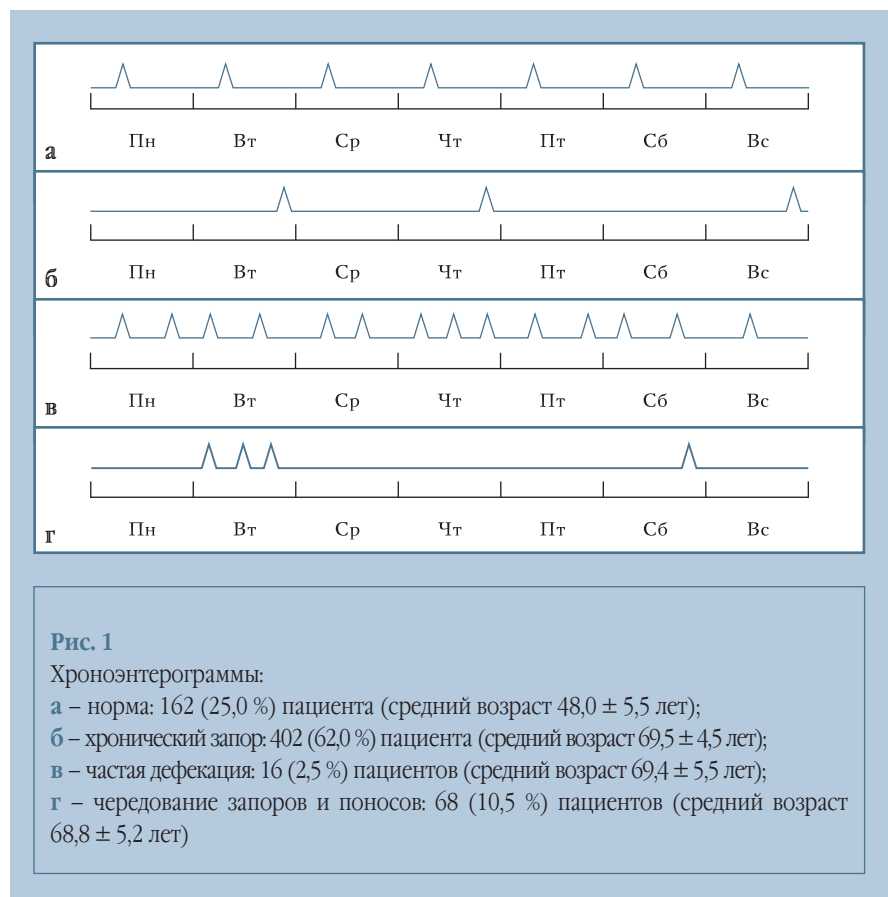 Пн Вт Ср Чт Пт Сб Вс
а
Пн Вт Ср Чт Пт Сб Вс
б
Пн Вт Ср Чт Пт Сб Вс
в
Пн Вт Ср Чт Пт Сб Вс
г
Рис. 1
Хроноэнтерограммы:
а – норма: 162 (25,0 %) пациента (средний возраст 48,0 ± 5,5 лет);
б – хронический запор: 402 (62,0 %) пациента (средний возраст 69,5 ± 4,5 лет);
в – частая дефекация: 16 (2,5 %) пациентов (средний возраст 69,4 ± 5,5 лет);
г – чередование запоров и поносов: 68 (10,5 %) пациентов (средний возраст
68,8 ± 5,2 лет)